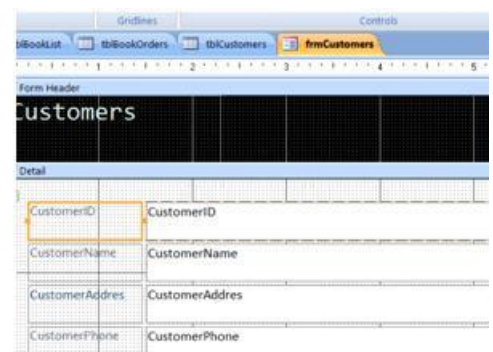 Gridlines Controls
tblBookList tblBookOrders tblCustomers frmCustomers
1 2 3 4 5
Form Header
Customers
Detail
CustomerID CustomerID
CustomerName CustomerName
CustomerAddres CustomerAddres
CustomerPhone CustomerPhone